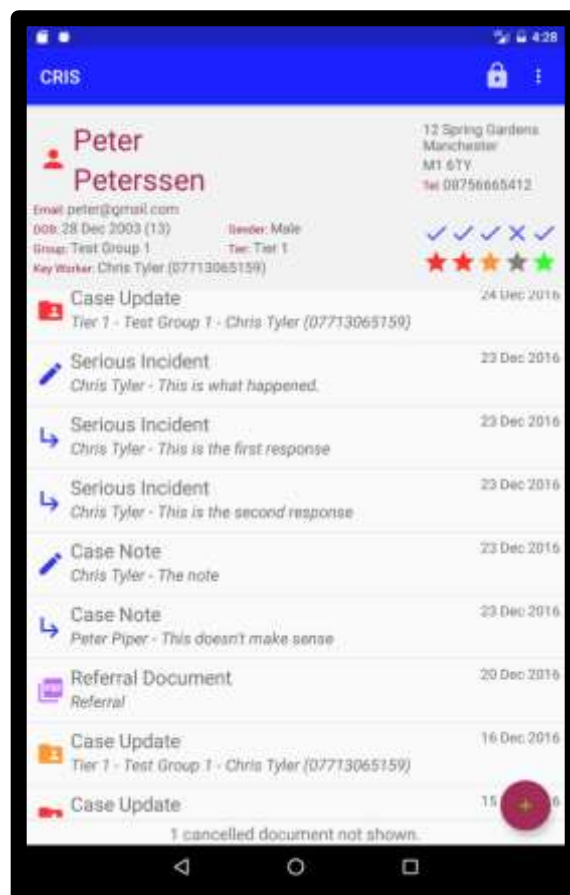 4:28
CRIS
Peter
Peterssen
12 Spring Gardens
Manchester
M1 6TY
Tel: 08756665412
Email: peter@gmail.com
DOB: 28 Dec 2003 (13) Gender: Male
Group: Test Group 1 Tier: Tier 1
Key Worker: Chris Tyler (07713065159)
Case Update 24 Dec 2016
Tier 1 - Test Group 1 - Chris Tyler (07713065159)
Serious Incident 23 Dec 2016
Chris Tyler - This is what happened.
Serious Incident 23 Dec 2016
Chris Tyler - This is the first response
Serious Incident 23 Dec 2016
Chris Tyler - This is the second response
Case Note 23 Dec 2016
Chris Tyler - The note
Case Note 23 Dec 2016
Peter Piper - This doesn't make sense
Referral Document 20 Dec 2016
Referral
Case Update 16 Dec 2016
Tier 1 - Test Group 1 - Chris Tyler (07713065159)
Case Update 15 6
1 cancelled document not shown.